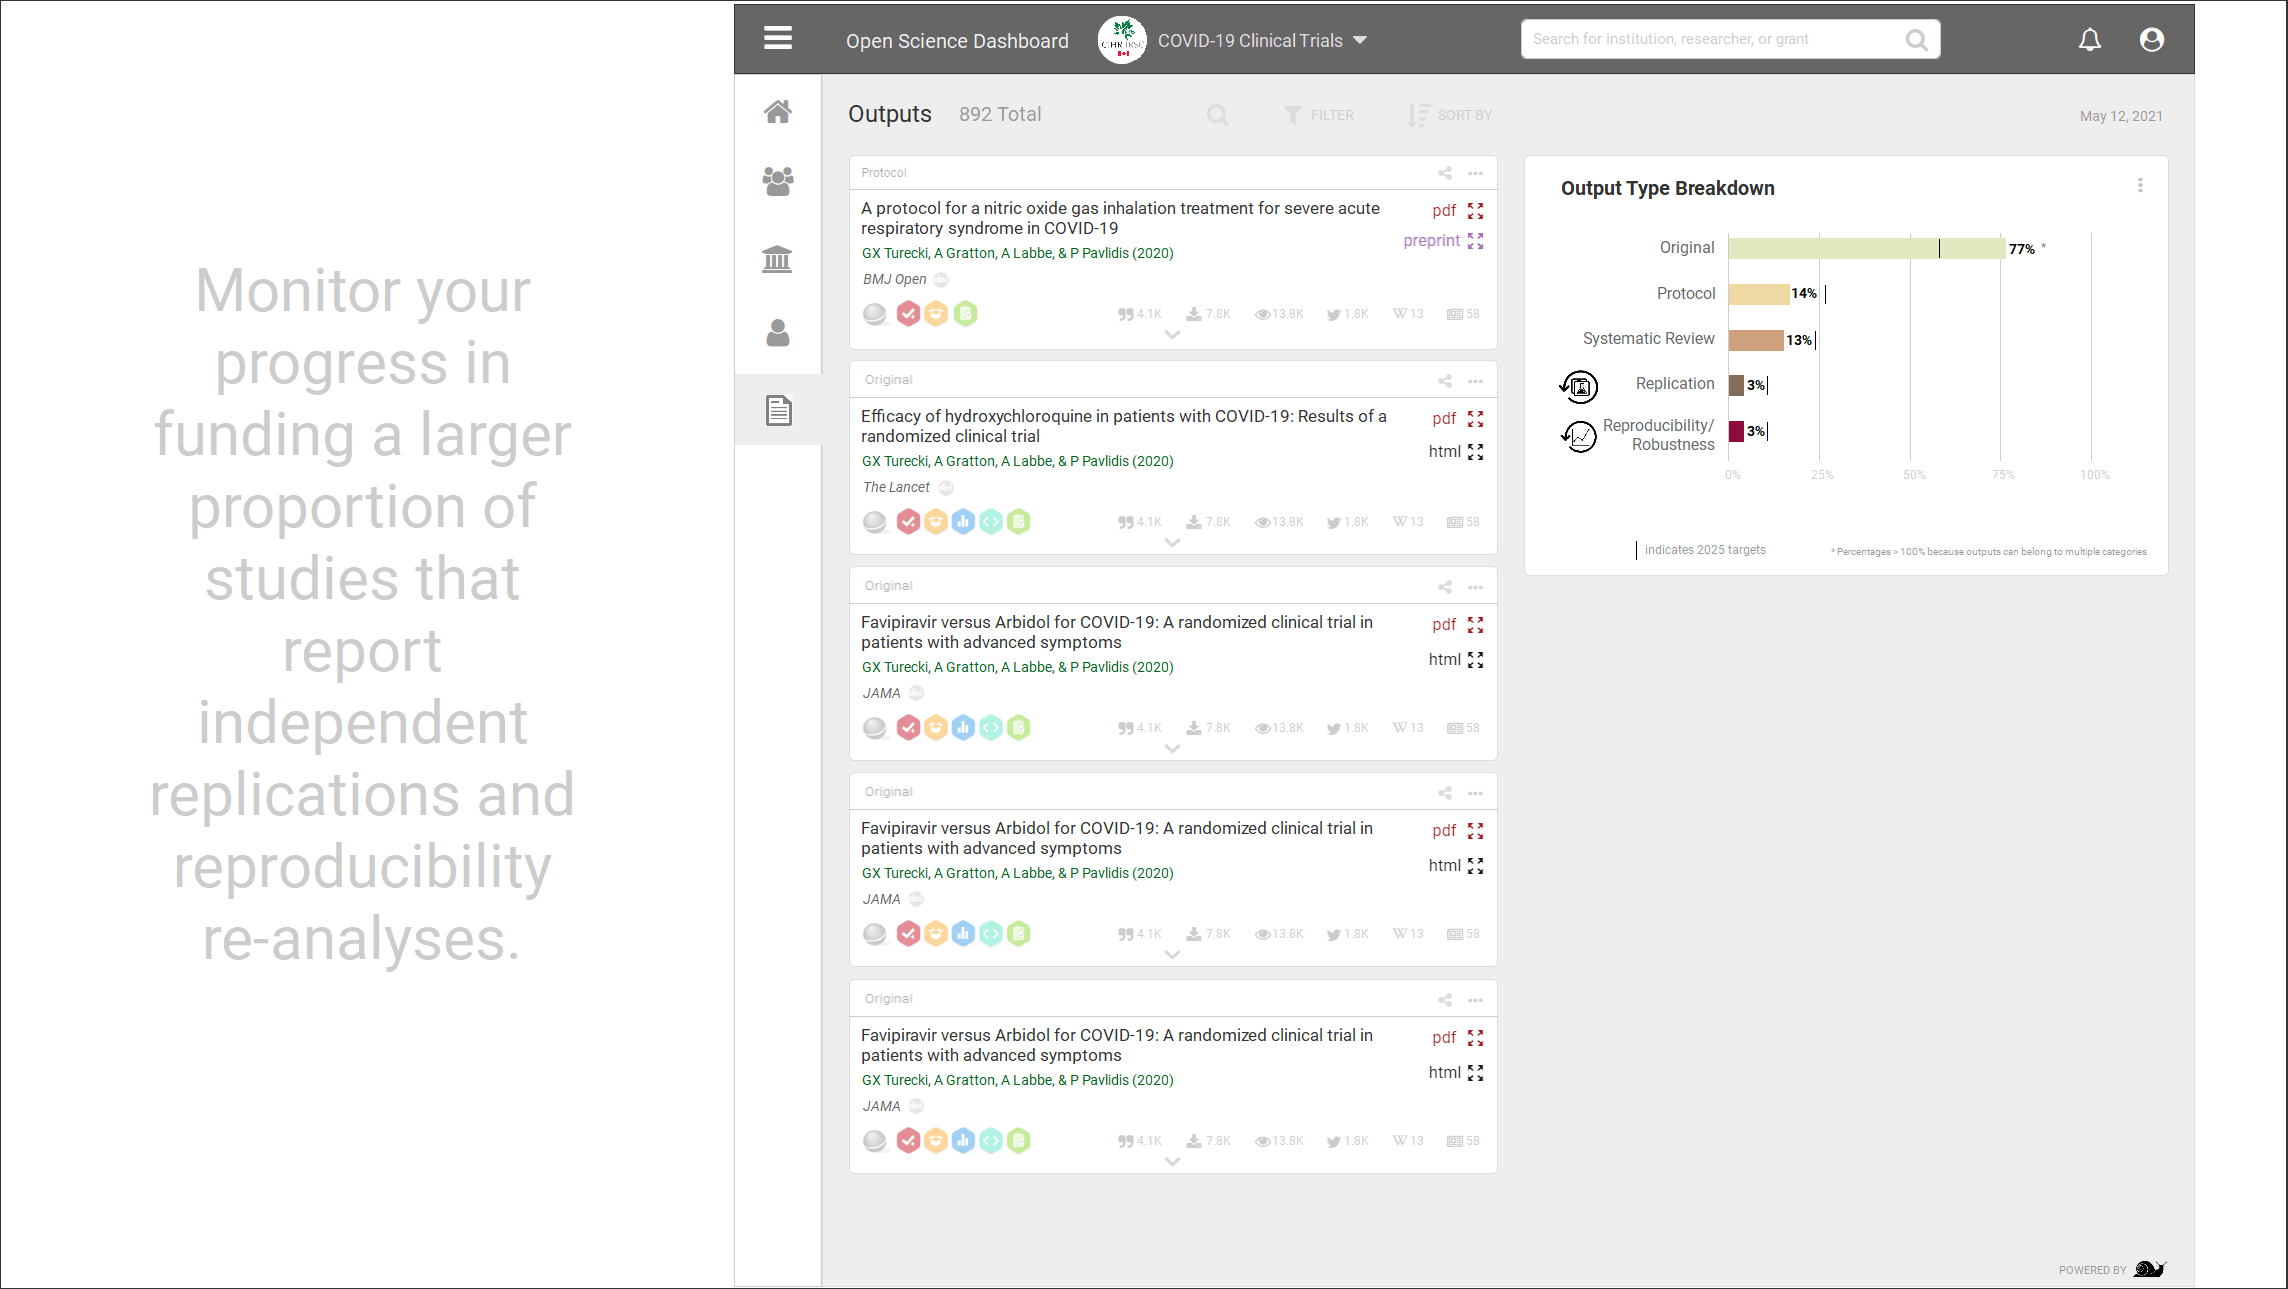 Monitor your
progress in
funding a larger
proportion of
studies that
report
independent
replications and
reproducibility
re-analyses.
Open Science Dashboard
CIHR IRSC
COVID-19 Clinical Trials
Search for institution, researcher, or grant
Outputs 892 Total
FILTER
SORT BY
May 12, 2021
Protocol
A protocol for a nitric oxide gas inhalation treatment for severe acute
respiratory syndrome in COVID-19
pdf
preprint
GX Turecki, A Gratton, A Labbe, & P Pavlidis (2020)
BMJ Open doi
4.1K 7.8K 13.8K 1.8K W 13 58
Original
Efficacy of hydroxychloroquine in patients with COVID-19: Results of a
randomized clinical trial
pdf
html
GX Turecki, A Gratton, A Labbe, & P Pavlidis (2020)
The Lancet doi
4.1K 7.8K 13.8K 1.8K W 13 58
Original
Favipiravir versus Arbidol for COVID-19: A randomized clinical trial in
patients with advanced symptoms
pdf
html
GX Turecki, A Gratton, A Labbe, & P Pavlidis (2020)
JAMA doi
4.1K 7.8K 13.8K 1.8K W 13 58
Original
Favipiravir versus Arbidol for COVID-19: A randomized clinical trial in
patients with advanced symptoms
pdf
html
GX Turecki, A Gratton, A Labbe, & P Pavlidis (2020)
JAMA doi
4.1K 7.8K 13.8K 1.8K W 13 58
Original
Favipiravir versus Arbidol for COVID-19: A randomized clinical trial in
patients with advanced symptoms
pdf
html
GX Turecki, A Gratton, A Labbe, & P Pavlidis (2020)
JAMA doi
4.1K 7.8K 13.8K 1.8K W 13 58
Output Type Breakdown
Original 77% *
Protocol 14%
Systematic Review 13%
Replication 3%
Reproducibility/
Robustness 3%
0% 25% 50% 75% 100%
indicates 2025 targets
* Percentages > 100% because outputs can belong to multiple categories
POWERED BY